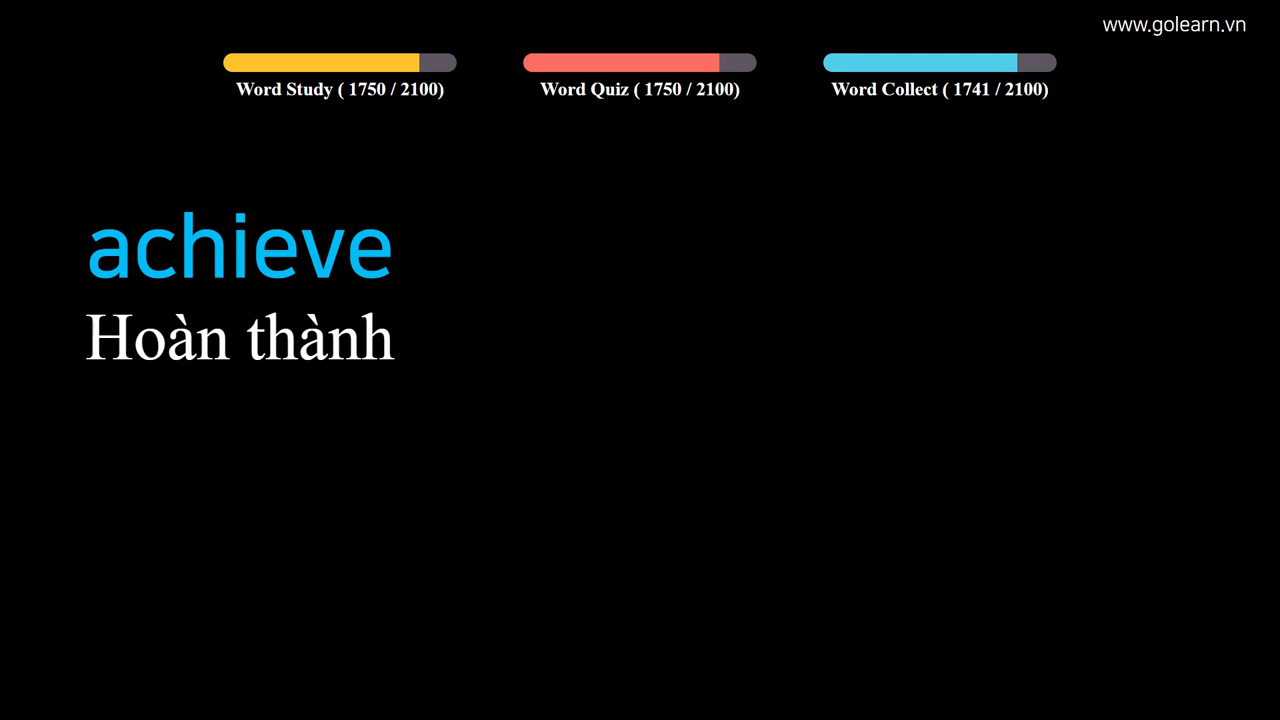 www.golearn.vn
Word Study ( 1750 / 2100)
Word Quiz ( 1750 / 2100)
Word Collect ( 1741 / 2100)
achieve
Hoàn thành